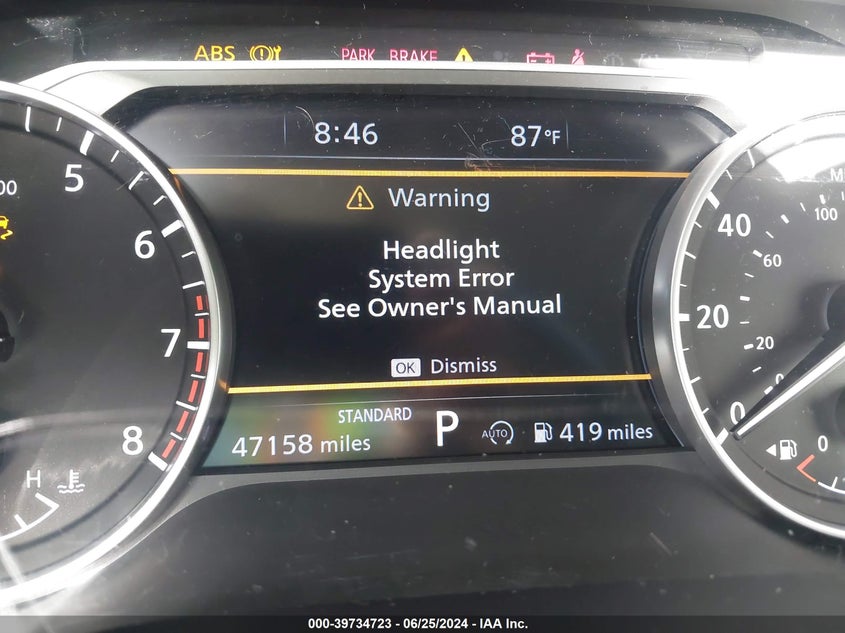 ABS PARK BRAKE
8:46 87°F
Warning
Headlight
System Error
See Owner's Manual
OK Dismiss
STANDARD
47158 miles P AUTO 419 miles
5
6
7
8
H
40
20
0
100
60
20
0
000-39734723 - 06/25/2024 - IAA Inc.